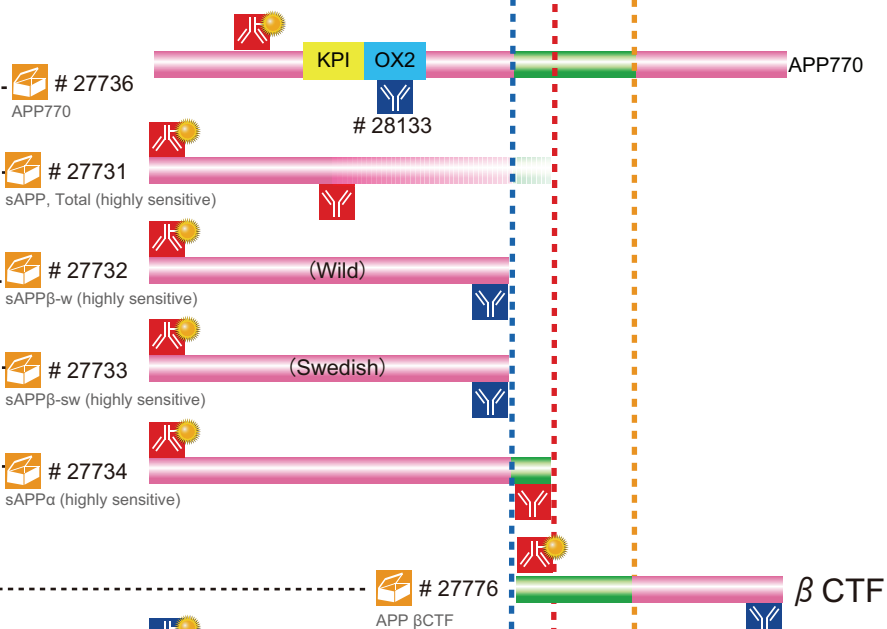 KPI OX2
APP770
# 27736
APP770
# 28133
# 27731
sAPP, Total (highly sensitive)
# 27732
(Wild)
sAPPβ-w (highly sensitive)
# 27733
(Swedish)
sAPPβ-sw (highly sensitive)
# 27734
sAPPα (highly sensitive)
# 27776
β CTF
APP βCTF